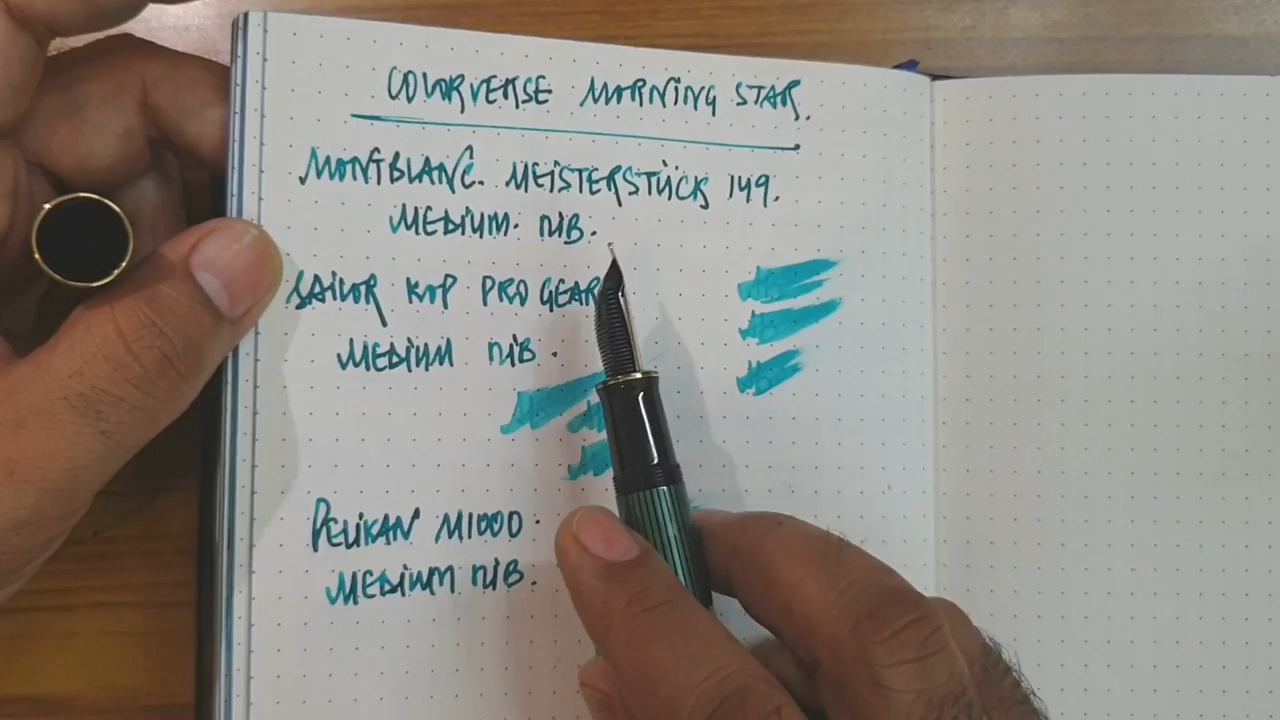 COLORVERSE MORNING STAR.
MONTBLANC. MEISTERSTÜCK 149.
MEDIUM. NIB.
SAILOR KOP PRO GEAR
MEDIUM NIB.
PELIKAN M1000.
MEDIUM NIB.